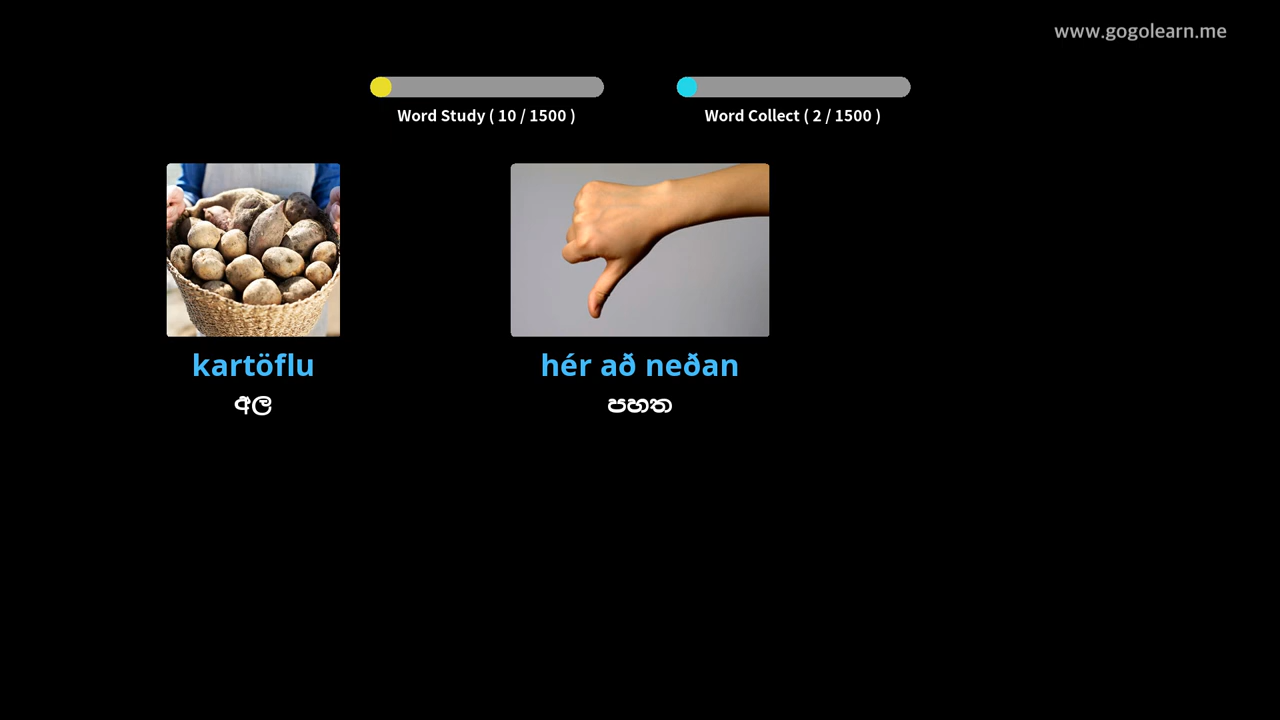 www.gogolearn.me
Word Study ( 10 / 1500 )
Word Collect ( 2 / 1500 )
kartöflu
අල
hér að neðan
පහත